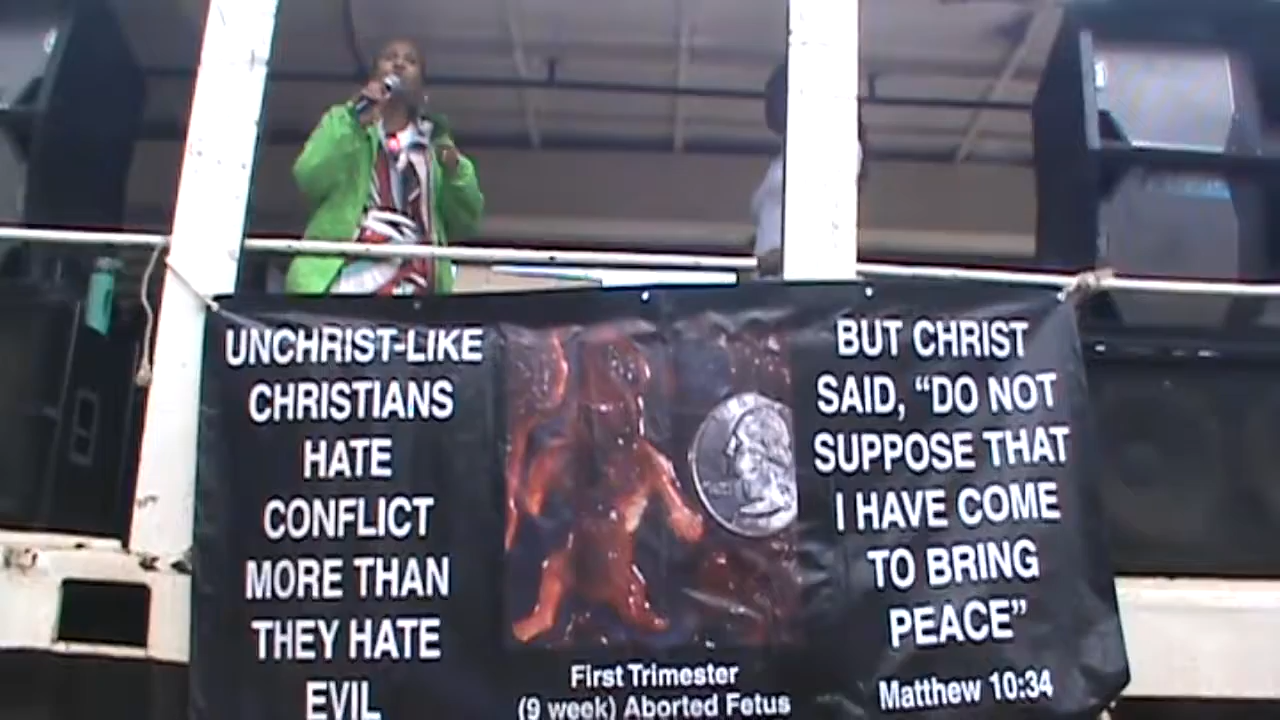 UNCHRIST-LIKE
CHRISTIANS
HATE
CONFLICT
MORE THAN
THEY HATE
EVIL
First Trimester
(9 week) Aborted Fetus
BUT CHRIST
SAID, “DO NOT
SUPPOSE THAT
I HAVE COME
TO BRING
PEACE”
Matthew 10:34